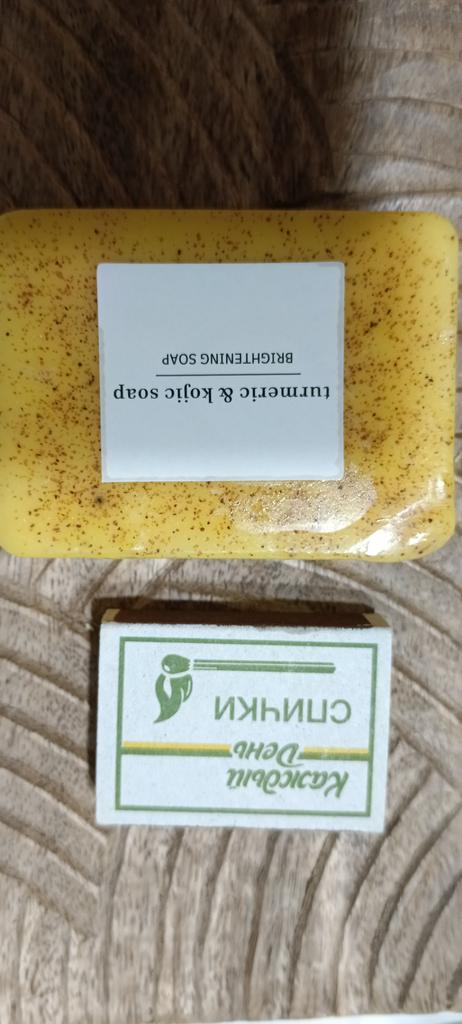 Каждый
День
СПИЧКИ
turmeric & kojic soap
BRIGHTENING SOAP